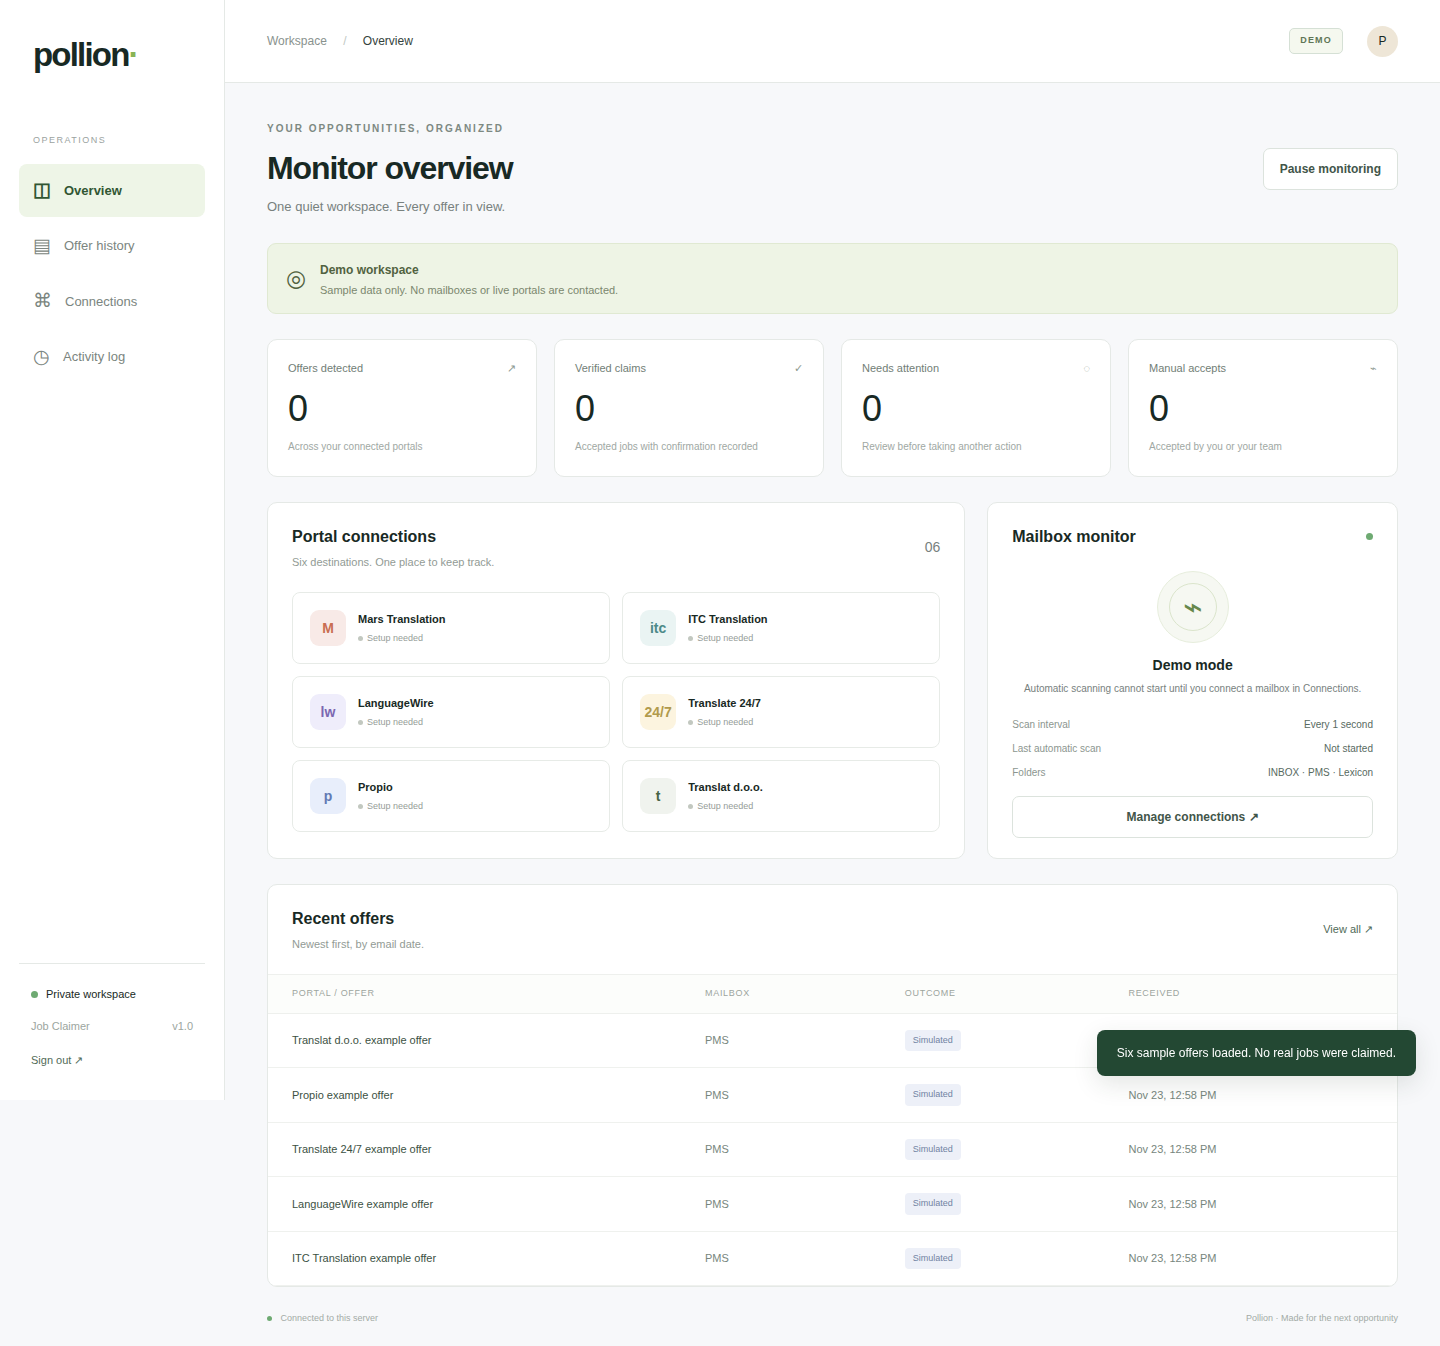 pollion·
OPERATIONS
Overview
Offer history
Connections
Activity log
Private workspace
Job Claimer v1.0
Sign out ↗
Workspace / Overview
DEMO P
YOUR OPPORTUNITIES, ORGANIZED
Monitor overview
Pause monitoring
One quiet workspace. Every offer in view.
Demo workspace
Sample data only. No mailboxes or live portals are contacted.
Offers detected ↗
0
Across your connected portals
Verified claims ✓
0
Accepted jobs with confirmation recorded
Needs attention
0
Review before taking another action
Manual accepts
0
Accepted by you or your team
Portal connections
06
Six destinations. One place to keep track.
M Mars Translation
Setup needed
itc ITC Translation
Setup needed
lw LanguageWire
Setup needed
24/7 Translate 24/7
Setup needed
p Propio
Setup needed
t Translat d.o.o.
Setup needed
Mailbox monitor
Demo mode
Automatic scanning cannot start until you connect a mailbox in Connections.
Scan interval Every 1 second
Last automatic scan Not started
Folders INBOX · PMS · Lexicon
Manage connections ↗
Recent offers
View all ↗
Newest first, by email date.
PORTAL / OFFER MAILBOX OUTCOME RECEIVED
Translat d.o.o. example offer PMS Simulated
Six sample offers loaded. No real jobs were claimed.
Propio example offer PMS Simulated Nov 23, 12:58 PM
Translate 24/7 example offer PMS Simulated Nov 23, 12:58 PM
LanguageWire example offer PMS Simulated Nov 23, 12:58 PM
ITC Translation example offer PMS Simulated Nov 23, 12:58 PM
Connected to this server
Pollion · Made for the next opportunity